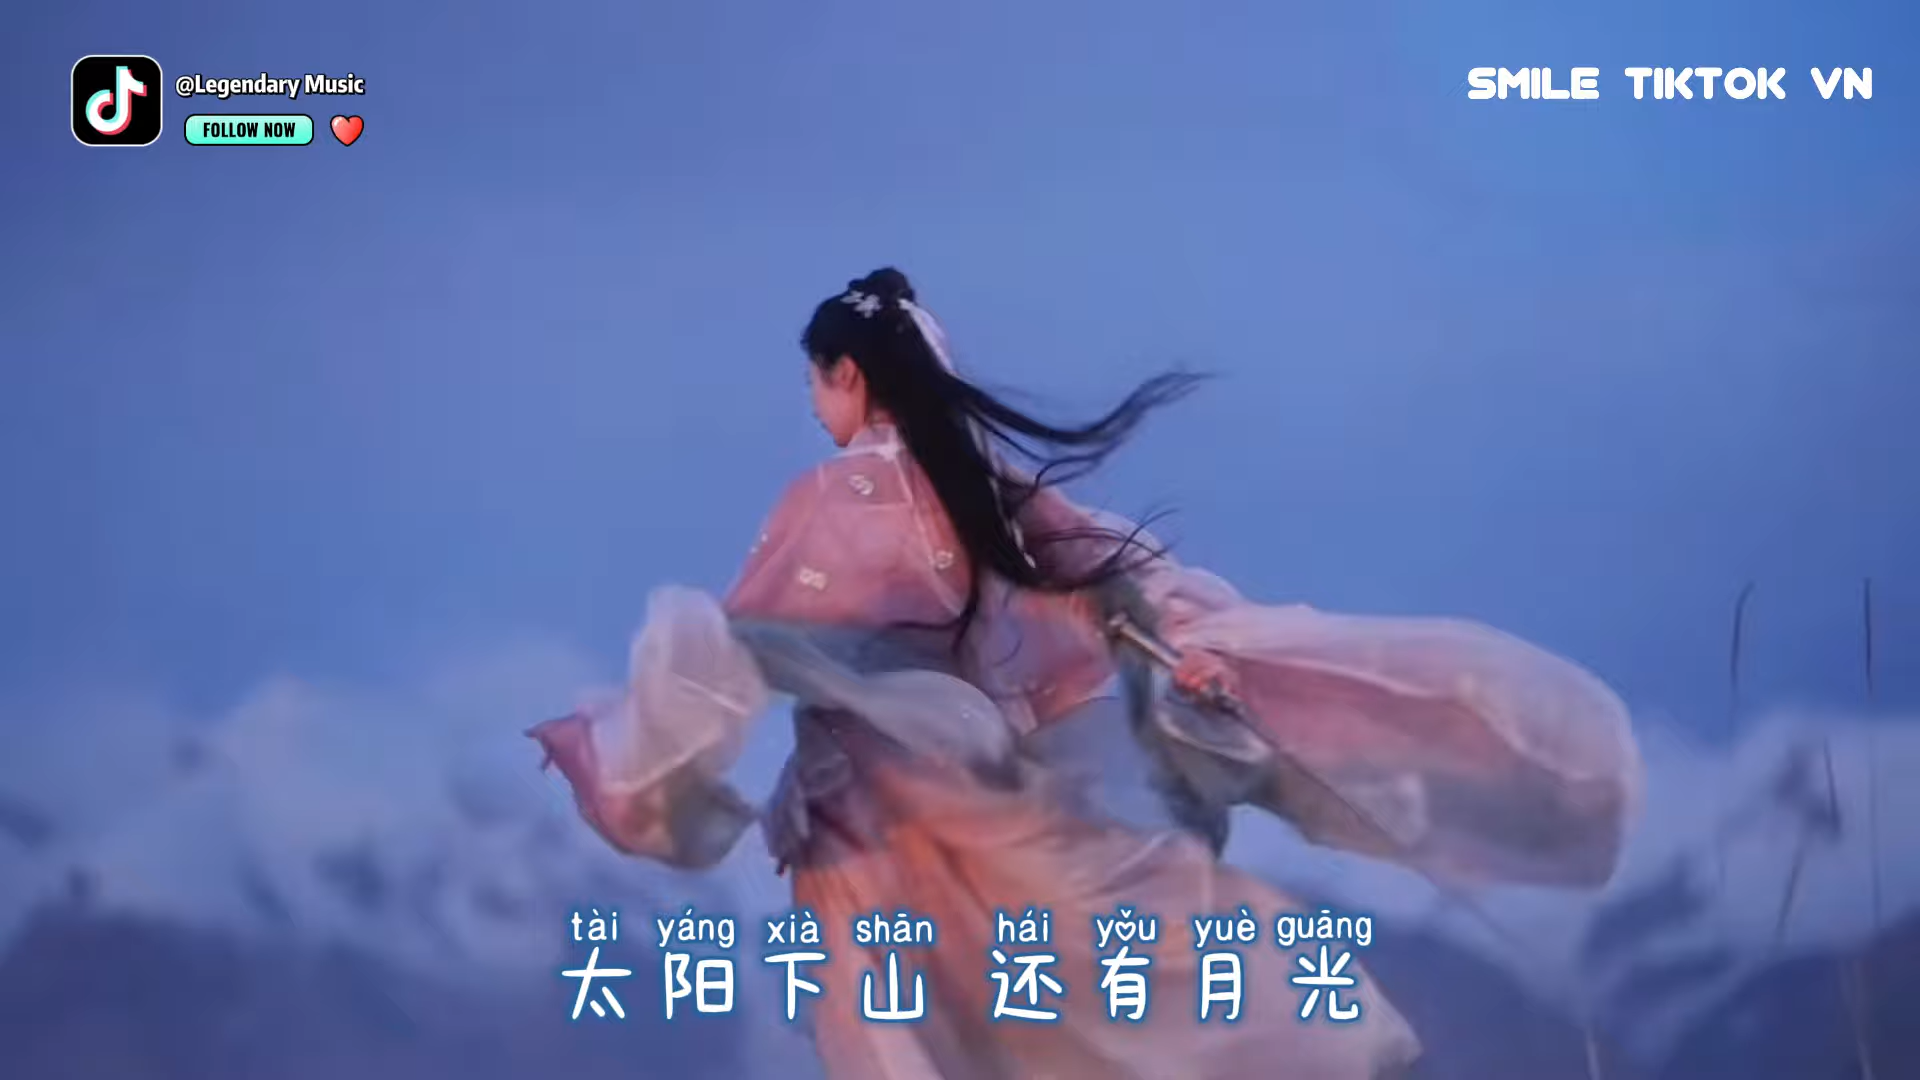 @Legendary Music
FOLLOW NOW
SMILE TIKTOK VN
tài yáng xià shān hái yǒu yuè guāng
太阳下山 还有月光